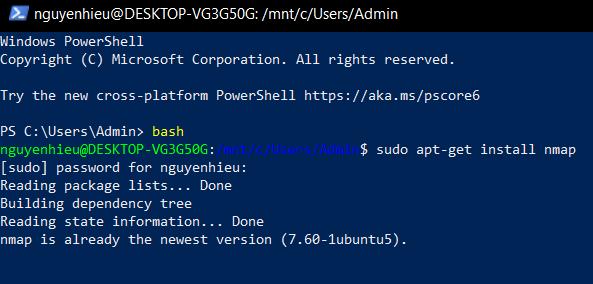 nguyenhieu@DESKTOP-VG3G50G: /mnt/c/Users/Admin
Windows PowerShell
Copyright (C) Microsoft Corporation. All rights reserved.
Try the new cross-platform PowerShell https://aka.ms/pscore6
PS C:\Users\Admin> bash
nguyenhieu@DESKTOP-VG3G50G:/mnt/c/Users/Admin$ sudo apt-get install nmap
[sudo] password for nguyenhieu:
Reading package lists... Done
Building dependency tree
Reading state information... Done
nmap is already the newest version (7.60-1ubuntu5).